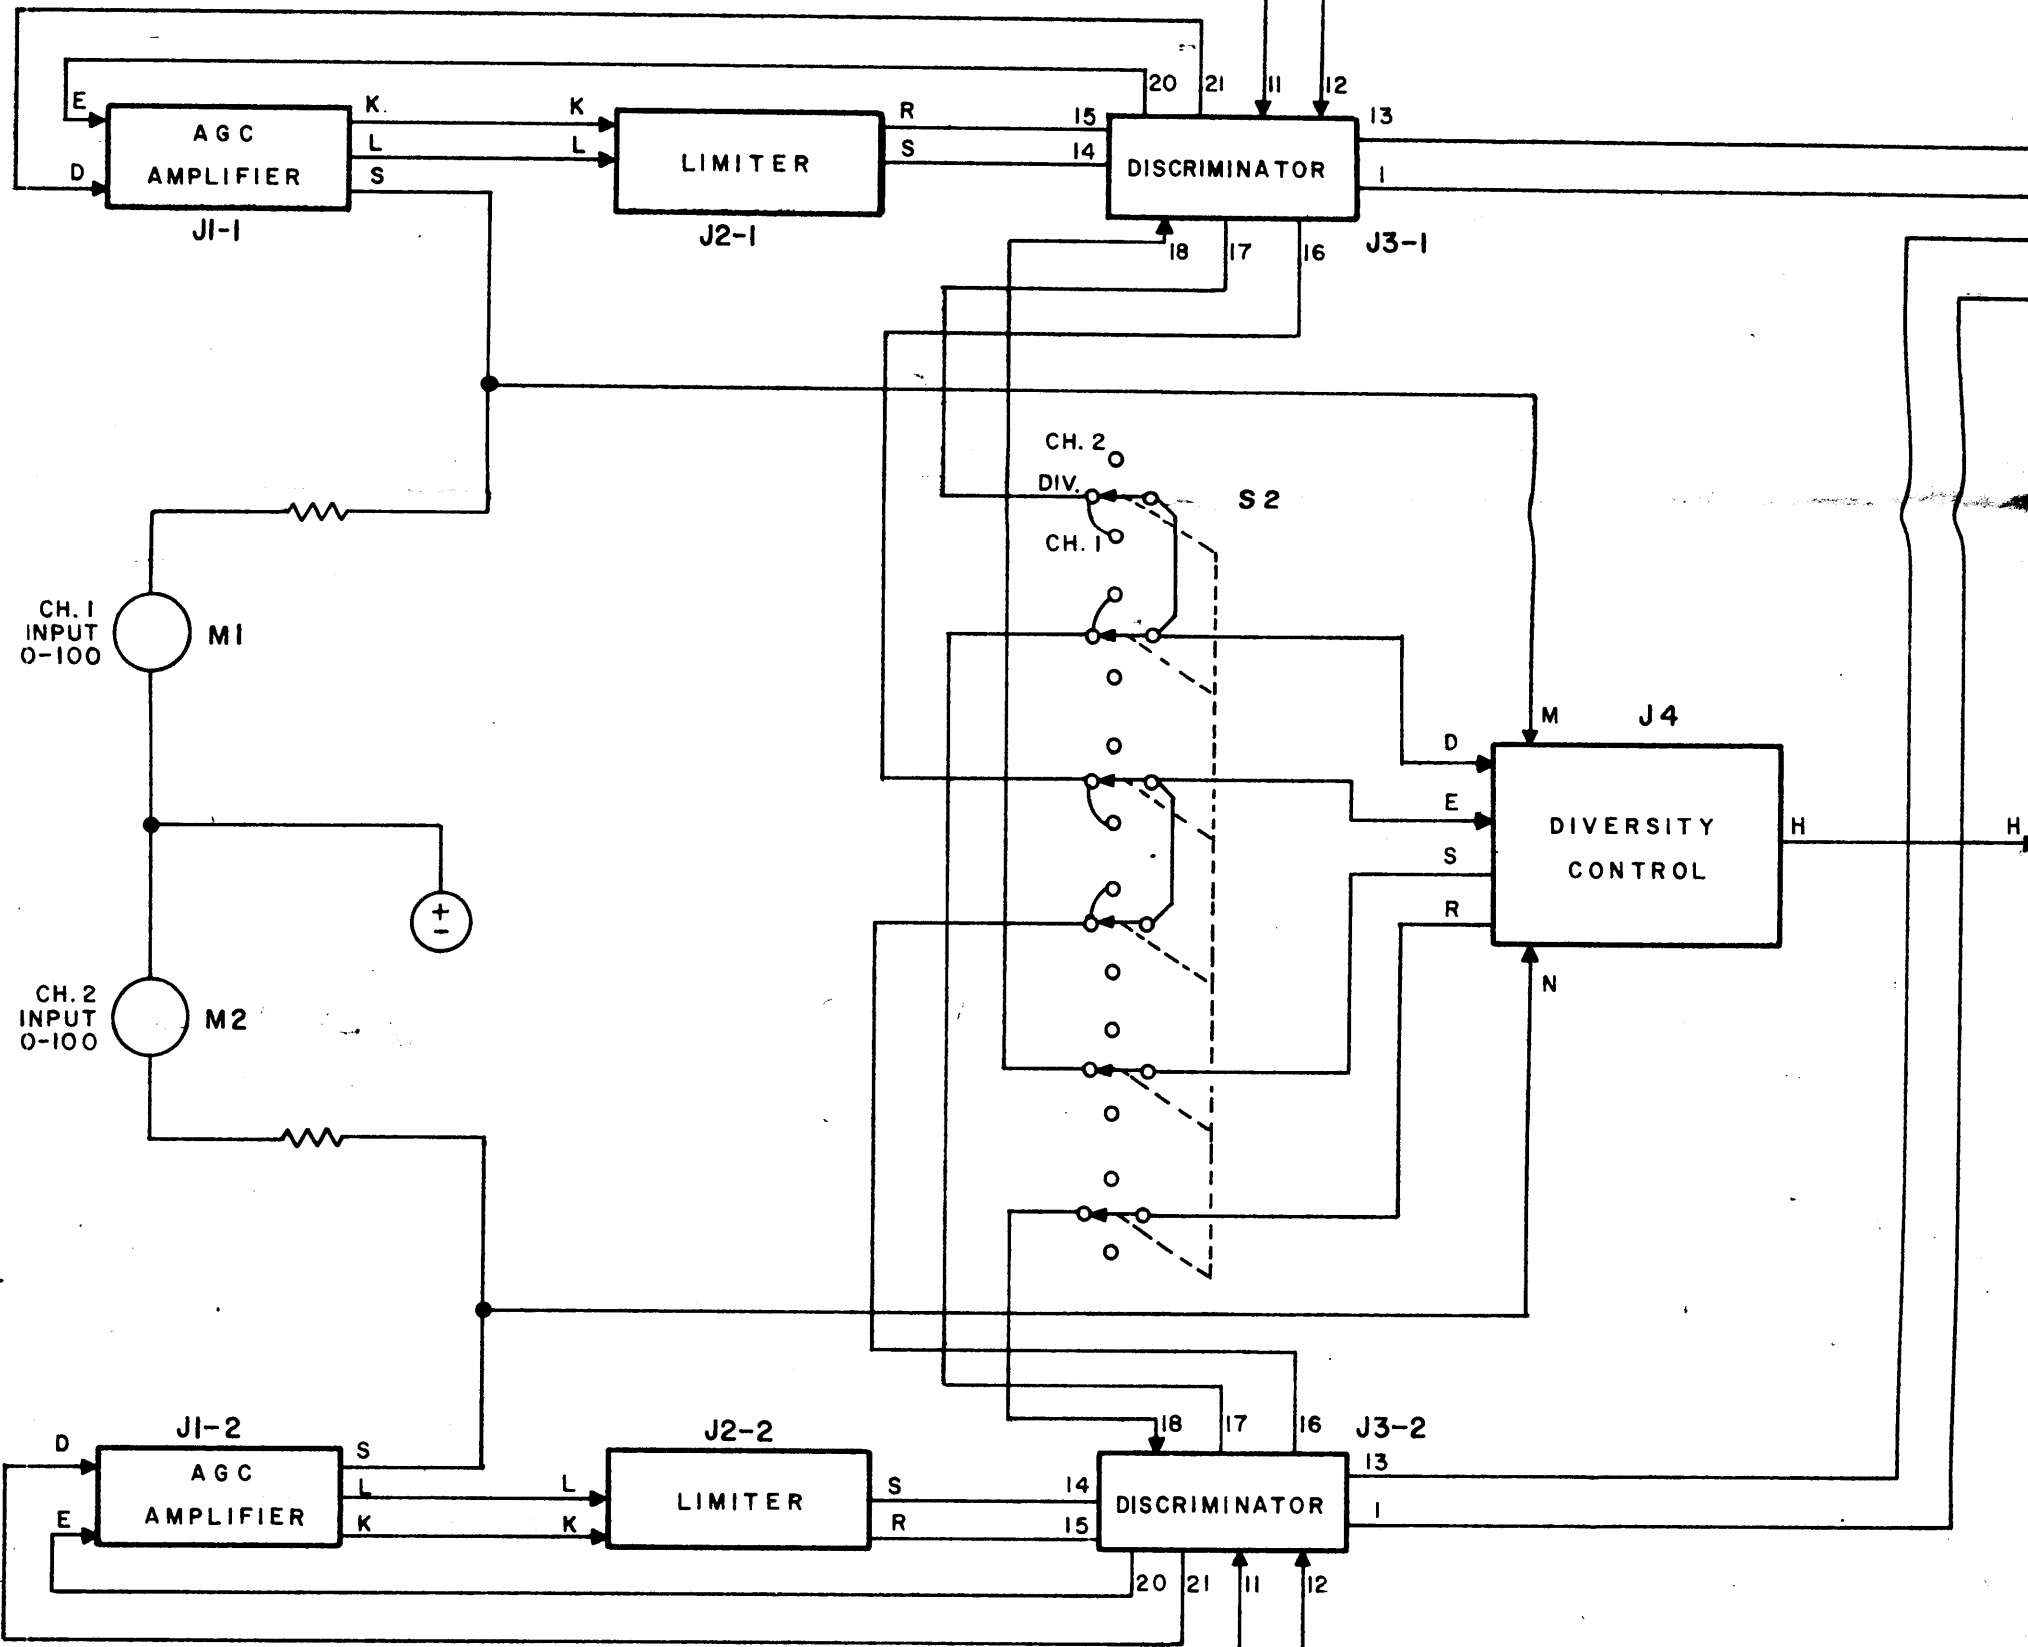 20 21 11 12
E K. K R 15 13
AGC
AMPLIFIER
L L S 14 1
LIMITER
DISCRIMINATOR
D S
J1-1
J2-1
18 17 16
J3-1
CH. 2
DIV.
S2
CH. 1
CH. 1
INPUT
0-100
M1
M J4
D
E
DIVERSITY
CONTROL
H H
S
R
+
-
N
CH. 2
INPUT
0-100
M2
18 17 16
J3-2
J1-2
J2-2
D S 13
AGC
AMPLIFIER
L L S 14
LIMITER
DISCRIMINATOR
1
E K K R 15
20 21 11 12